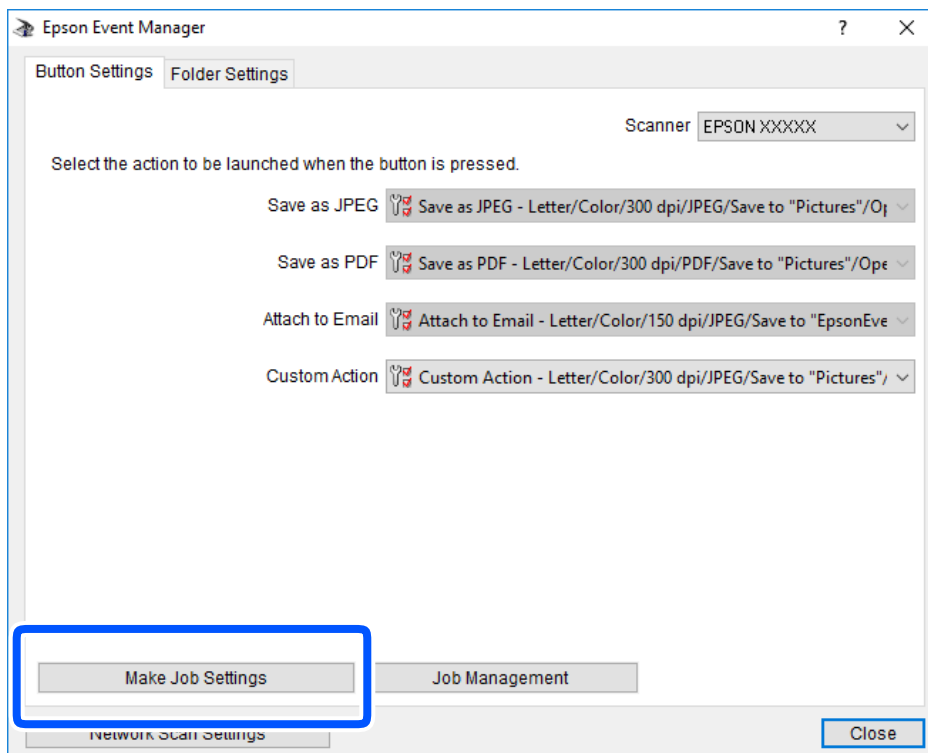 Epson Event Manager
Button Settings Folder Settings
Scanner EPSON XXXXX
Select the action to be launched when the button is pressed.
Save as JPEG Save as JPEG - Letter/Color/300 dpi/JPEG/Save to "Pictures"/Op
Save as PDF Save as PDF - Letter/Color/300 dpi/PDF/Save to "Pictures"/Ope
Attach to Email Attach to Email - Letter/Color/150 dpi/JPEG/Save to "EpsonEve
Custom Action Custom Action - Letter/Color/300 dpi/JPEG/Save to "Pictures"/
Make Job Settings Job Management
Network Scan Settings Close